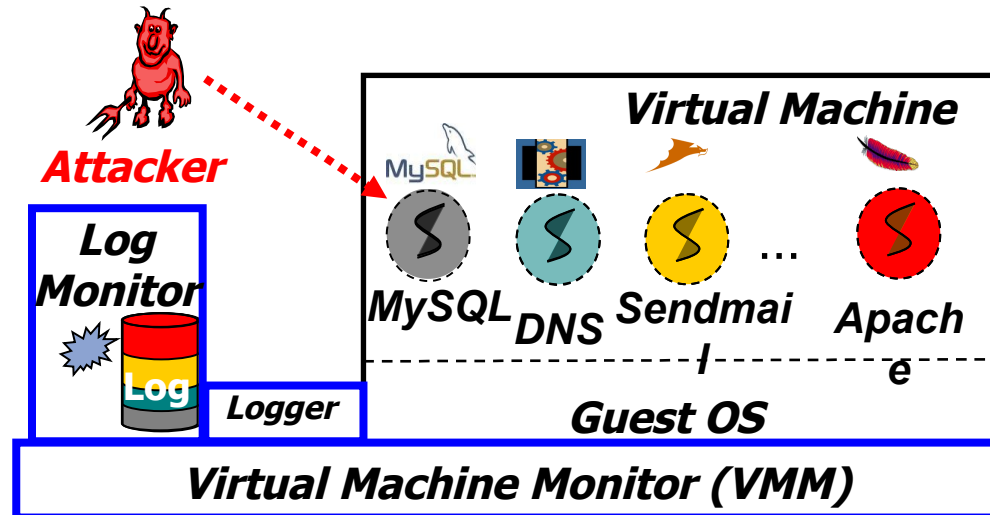 Attacker
Virtual Machine
MySQL
MySQL
DNS
Sendmai
l
...
Apach
e
Log
Monitor
Log
Logger
Guest OS
Virtual Machine Monitor (VMM)